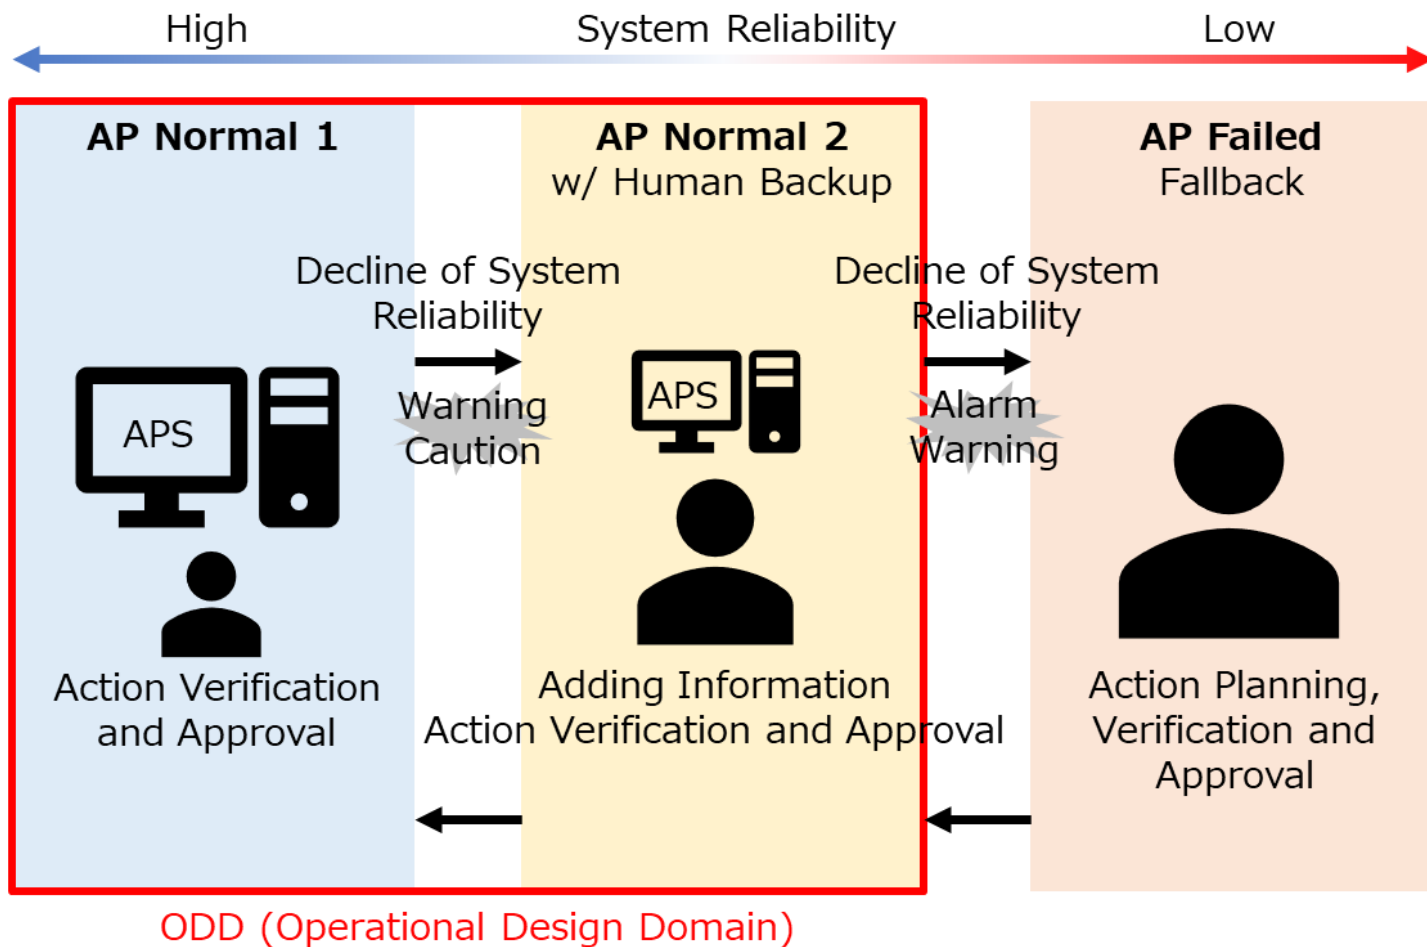 High
System Reliability
Low
AP Normal 1
AP Normal 2
w/ Human Backup
AP Failed
Fallback
Decline of System
Reliability
Decline of System
Reliability
APS
Warning
Caution
APS
Alarm
Warning
Action Verification
and Approval
Adding Information
Action Verification and Approval
Action Planning,
Verification and
Approval
ODD (Operational Design Domain)